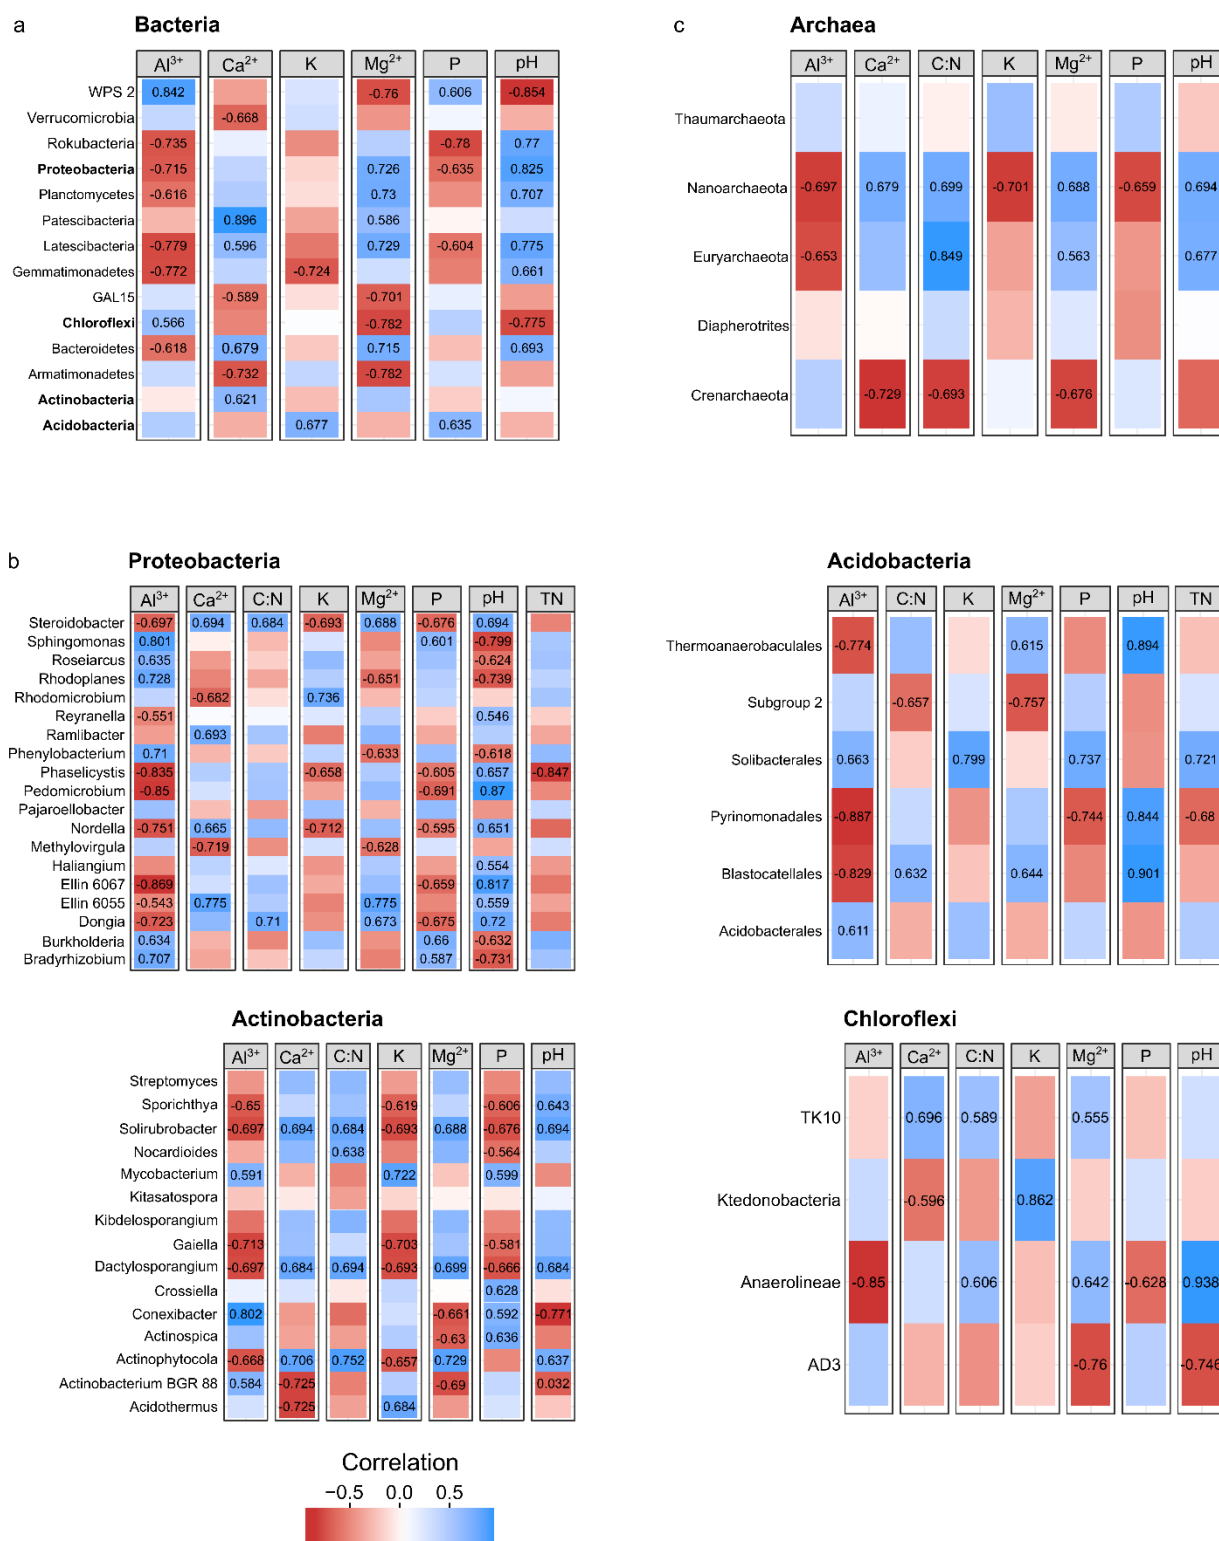 a
Bacteria
Al³⁺ Ca²⁺ K Mg²⁺ P pH
WPS 2 0.842 -0.76 0.606 -0.854
Verrucomicrobia -0.668
Rokubacteria -0.735 -0.78 0.77
Proteobacteria -0.715 0.726 -0.635 0.825
Planctomycetes -0.616 0.73 0.707
Patescibacteria 0.896 0.586
Latescibacteria -0.779 0.596 0.729 -0.604 0.775
Gemmatimonadetes -0.772 -0.724 0.661
GAL15 -0.589 -0.701
Chloroflexi 0.566 -0.782 -0.775
Bacteroidetes -0.618 0.679 0.715 0.693
Armatimonadetes -0.732 -0.782
Actinobacteria 0.621
Acidobacteria 0.677 0.635
c
Archaea
Al³⁺ Ca²⁺ C:N K Mg²⁺ P pH
Thaumarchaeota
Nanoarchaeota -0.697 0.679 0.699 -0.701 0.688 -0.659 0.694
Euryarchaeota -0.653 0.849 0.563 0.677
Diapherotrites
Crenarchaeota -0.729 -0.693 -0.676
b
Proteobacteria
Al³⁺ Ca²⁺ C:N K Mg²⁺ P pH TN
Steroidobacter -0.697 0.694 0.684 -0.693 0.688 -0.676 0.694
Sphingomonas 0.801 0.601 -0.799
Roseiarcus 0.635 -0.624
Rhodoplanes 0.728 -0.651 -0.739
Rhodomicrobium -0.682 0.736
Reyranella -0.551 0.546
Ramlibacter 0.693
Phenylobacterium 0.71 -0.633 -0.618
Phaselicystis -0.835 -0.658 -0.605 0.657 -0.847
Pedomicrobium -0.85 -0.691 0.87
Pajaroellobacter
Nordella -0.751 0.665 -0.712 -0.595 0.651
Methylovirgula -0.719 -0.628
Haliangium 0.554
Ellin 6067 -0.869 -0.659 0.817
Ellin 6055 -0.543 0.775 0.775 0.559
Dongia -0.723 0.71 0.673 -0.675 0.72
Burkholderia 0.634 0.66 -0.632
Bradyrhizobium 0.707 0.587 -0.731
Acidobacteria
Al³⁺ C:N K Mg²⁺ P pH TN
Thermoanaerobaculales -0.774 0.615 0.894
Subgroup 2 -0.657 -0.757
Solibacterales 0.663 0.799 0.737 0.721
Pyrinomonadales -0.887 -0.744 0.844 -0.68
Blastocatellales -0.829 0.632 0.644 0.901
Acidobacterales 0.611
Actinobacteria
Al³⁺ Ca²⁺ C:N K Mg²⁺ P pH
Streptomyces
Sporichthya -0.65 -0.619 -0.606 0.643
Solirubrobacter -0.697 0.694 0.684 -0.693 0.688 -0.676 0.694
Nocardioides 0.638 -0.564
Mycobacterium 0.591 0.722 0.599
Kitasatospora
Kibdelosporangium
Gaiella -0.713 -0.703 -0.581
Dactylosporangium -0.697 0.684 0.694 -0.693 0.699 -0.666 0.684
Crossiella 0.628
Conexibacter 0.802 -0.661 0.592 -0.771
Actinospica -0.63 0.636
Actinophytocola -0.668 0.706 0.752 -0.657 0.729 0.637
Actinobacterium BGR 88 0.584 -0.725 -0.69 0.032
Acidothermus -0.725 0.684
Chloroflexi
Al³⁺ Ca²⁺ C:N K Mg²⁺ P pH
TK10 0.696 0.589 0.555
Ktedonobacteria -0.596 0.862
Anaerolineae -0.85 0.606 0.642 -0.628 0.938
AD3 -0.76 -0.746
Correlation
−0.5 0.0 0.5